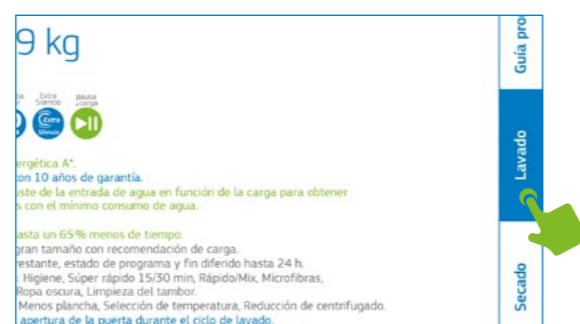 9 kg
Extra
Silencio
pausa
+carga
Extra
Silencio
ergética A*.
on 10 años de garantía.
uste de la entrada de agua en función de la carga para obtener
s con el mínimo consumo de agua.
asta un 65% menos de tiempo.
gran tamaño con recomendación de carga.
restante, estado de programa y fin diferido hasta 24 h.
: Higiene, Súper rápido 15/30 min, Rápido/Mix, Microfibras,
Ropa oscura, Limpieza del tambor.
Menos plancha, Selección de temperatura, Reducción de centrifugado.
apertura de la puerta durante el ciclo de lavado.
Guía pro
Lavado
Secado